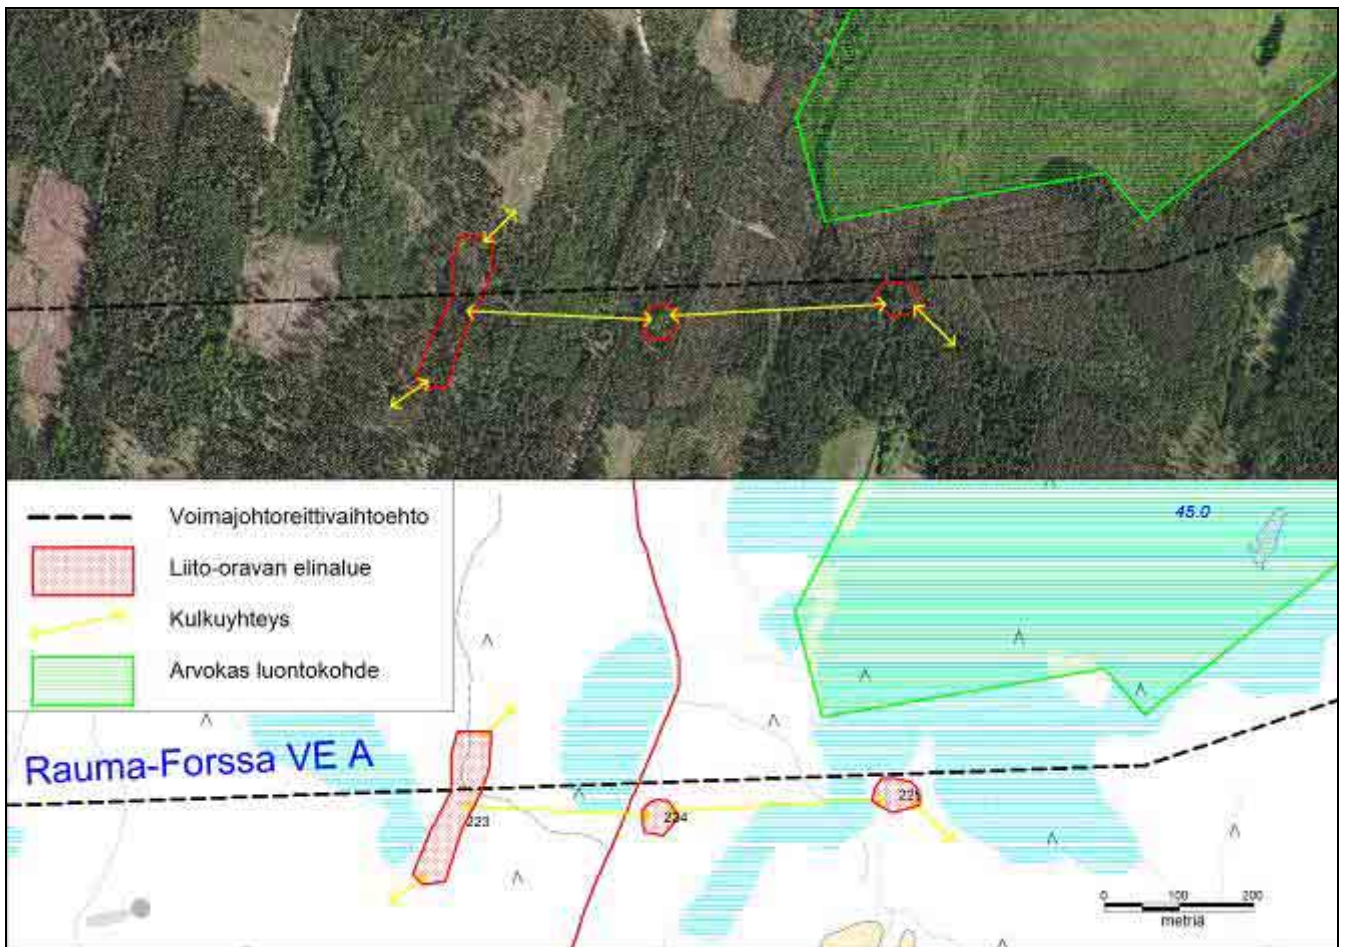 Voimajohtoreittivaihtoehto
Liito-oravan elinalue
Kulkuyhteys
Arvokas luontokohde
45.0
Rauma-Forssa VE A
223
224
225
0 100 200
metriä